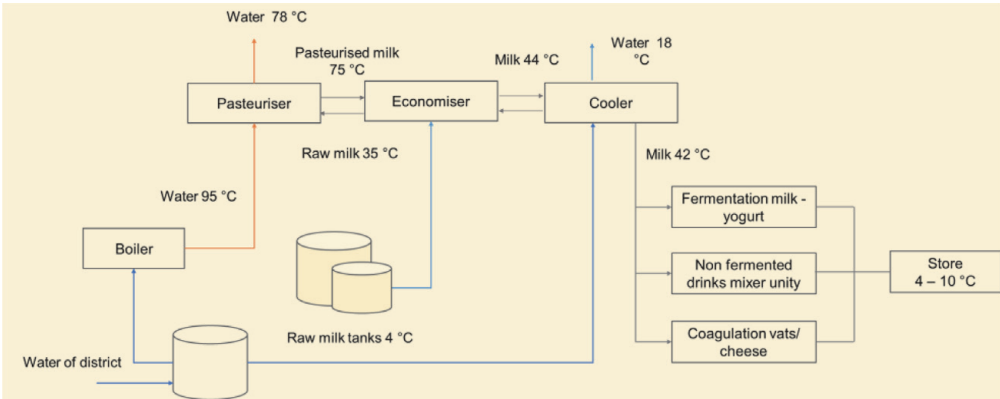 Water 78 °C
Pasteurised milk
75 °C
Milk 44 °C
Water 18
°C
Pasteuriser
Economiser
Cooler
Raw milk 35 °C
Milk 42 °C
Water 95 °C
Fermentation milk -
yogurt
Boiler
Non fermented
drinks mixer unity
Store
4 – 10 °C
Raw milk tanks 4 °C
Coagulation vats/
cheese
Water of district